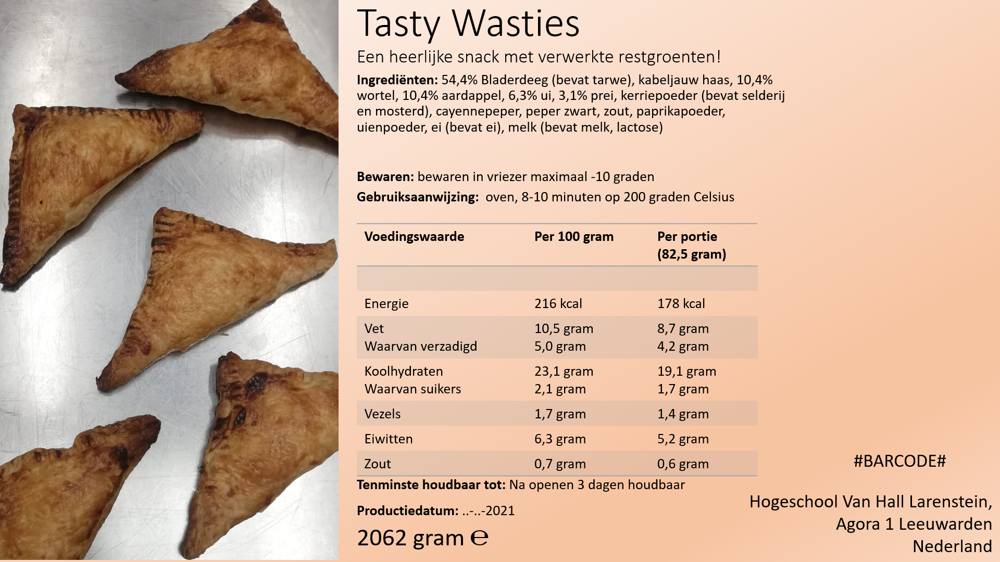 Tasty Wasties
Een heerlijke snack met verwerkte restgroenten!
Ingrediënten: 54,4% Bladerdeeg (bevat tarwe), kabeljauw haas, 10,4%
wortel, 10,4% aardappel, 6,3% ui, 3,1% prei, kerriepoeder (bevat selderij
en mosterd), cayennepeper, peper zwart, zout, paprikapoeder,
uienpoeder, ei (bevat ei), melk (bevat melk, lactose)
Bewaren: bewaren in vriezer maximaal -10 graden
Gebruiksaanwijzing: oven, 8-10 minuten op 200 graden Celsius
Voedingswaarde Per 100 gram Per portie
(82,5 gram)
Energie 216 kcal 178 kcal
Vet 10,5 gram 8,7 gram
Waarvan verzadigd 5,0 gram 4,2 gram
Koolhydraten 23,1 gram 19,1 gram
Waarvan suikers 2,1 gram 1,7 gram
Vezels 1,7 gram 1,4 gram
Eiwitten 6,3 gram 5,2 gram
Zout 0,7 gram 0,6 gram
Tenminste houdbaar tot: Na openen 3 dagen houdbaar
Productiedatum: ..-..-2021
2062 gram ℮
#BARCODE#
Hogeschool Van Hall Larenstein,
Agora 1 Leeuwarden
Nederland